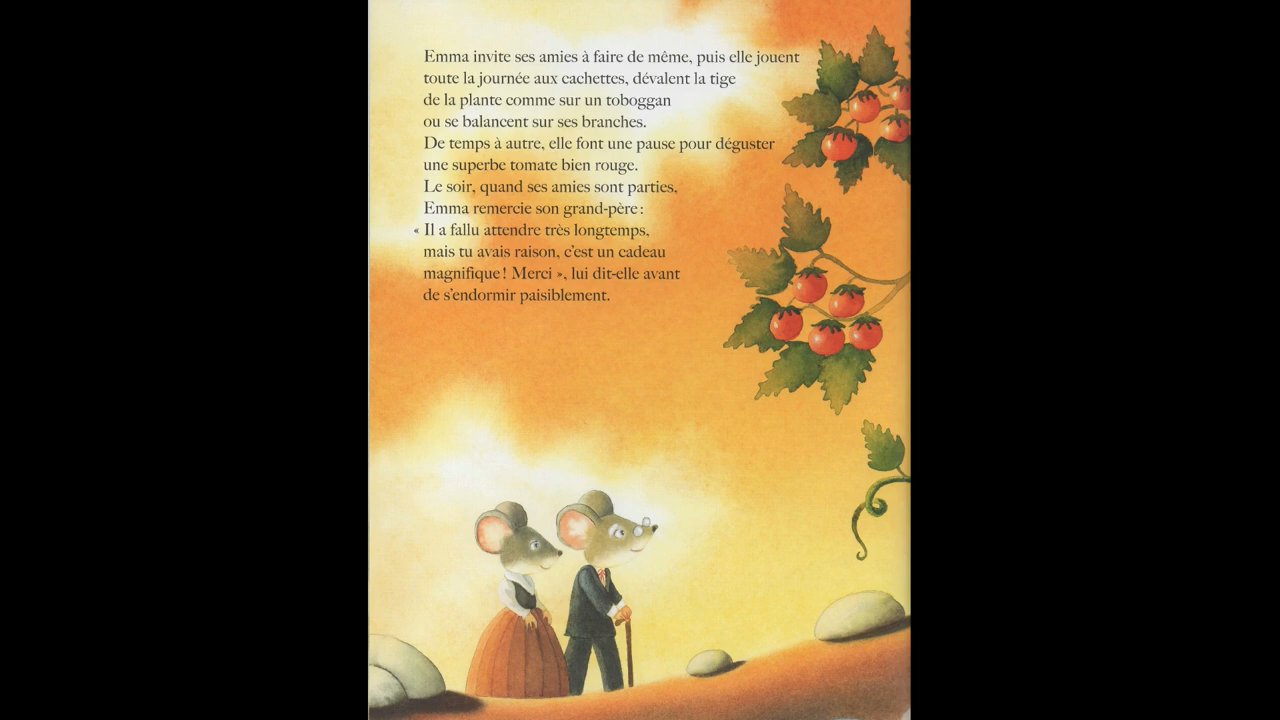 Emma invite ses amies à faire de même, puis elle jouent
toute la journée aux cachettes, dévalent la tige
de la plante comme sur un toboggan
ou se balancent sur ses branches.
De temps à autre, elle font une pause pour déguster
une superbe tomate bien rouge.
Le soir, quand ses amies sont parties,
Emma remercie son grand-père :
« Il a fallu attendre très longtemps,
mais tu avais raison, c'est un cadeau
magnifique ! Merci », lui dit-elle avant
de s'endormir paisiblement.